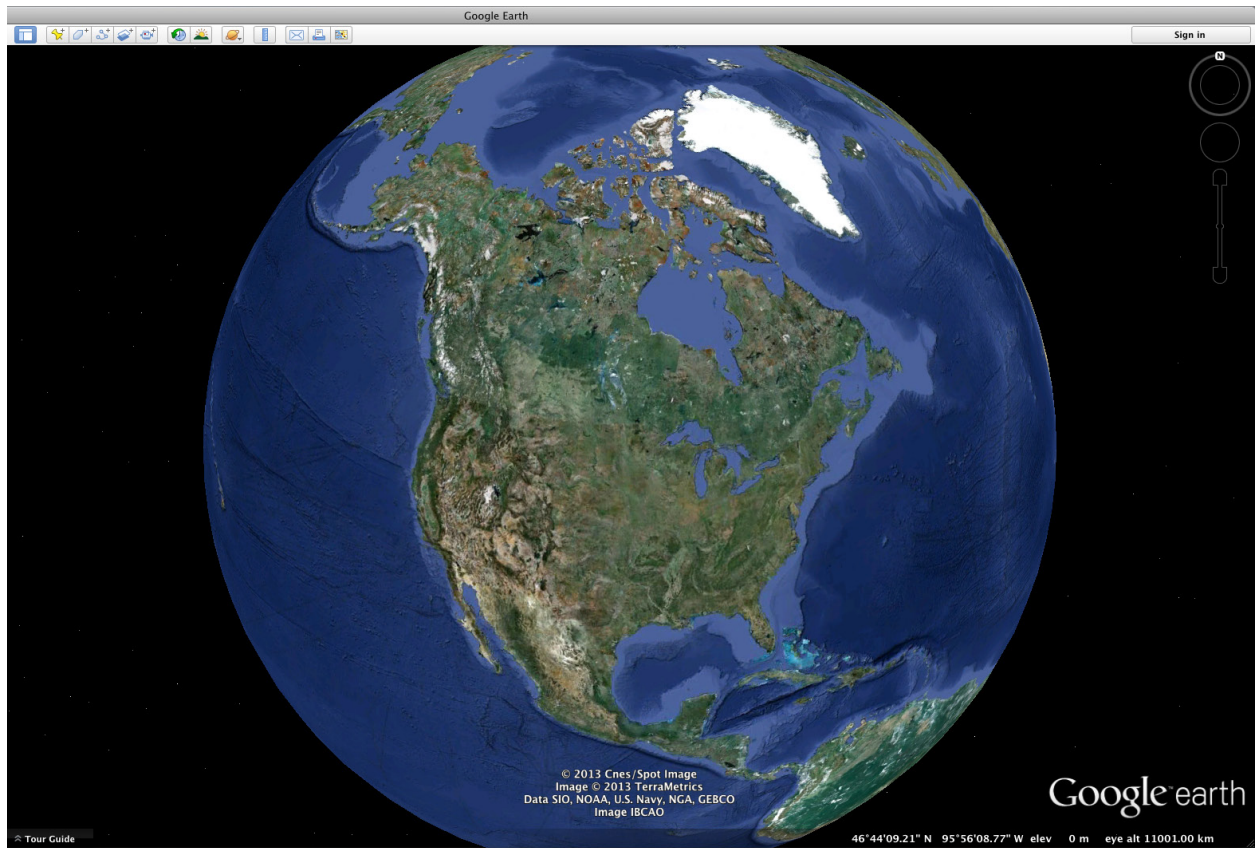 Google Earth
Sign in
N
© 2013 Cnes/Spot Image
Image © 2013 TerraMetrics
Data SIO, NOAA, U.S. Navy, NGA, GEBCO
Image IBCAO
Google earth
Tour Guide
46°44'09.21" N 95°56'08.77" W elev 0 m eye alt 11001.00 km